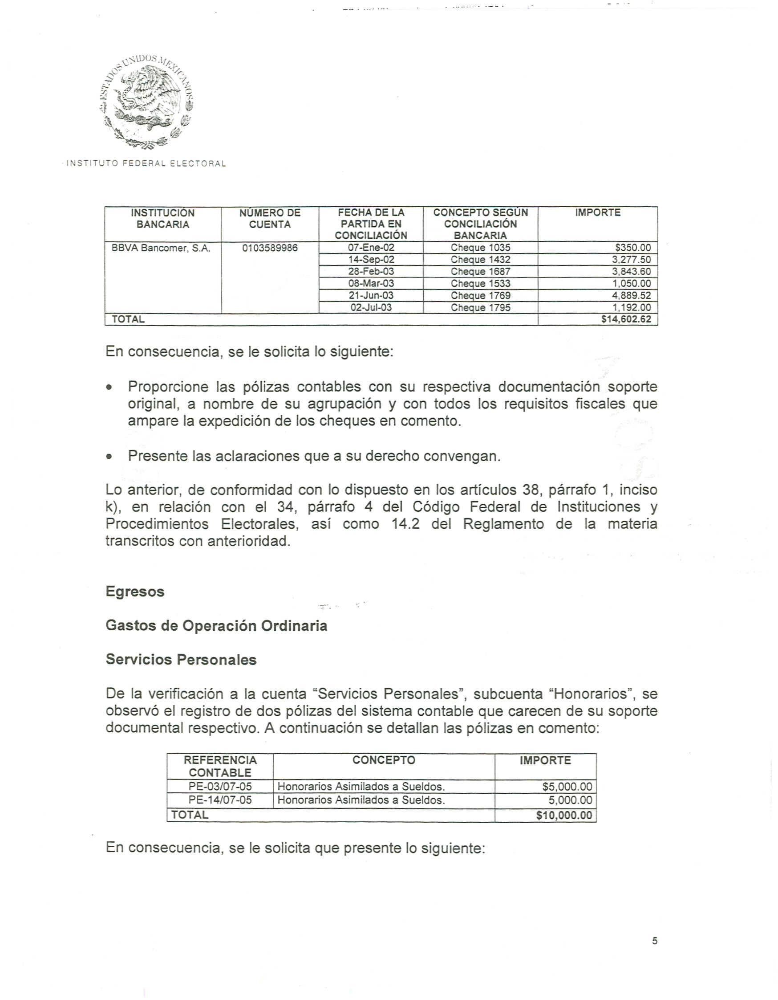 ESTADOS UNIDOS MEXICANOS
INSTITUTO FEDERAL ELECTORAL
INSTITUCIÓN BANCARIA | NÚMERO DE CUENTA | FECHA DE LA PARTIDA EN CONCILIACIÓN | CONCEPTO SEGÚN CONCILIACIÓN BANCARIA | IMPORTE
BBVA Bancomer, S.A. | 0103589986 | 07-Ene-02 | Cheque 1035 | $350.00
14-Sep-02 | Cheque 1432 | 3,277.50
28-Feb-03 | Cheque 1687 | 3,843.60
08-Mar-03 | Cheque 1533 | 1,050.00
21-Jun-03 | Cheque 1769 | 4,889.52
02-Jul-03 | Cheque 1795 | 1,192.00
TOTAL | $14,602.62
En consecuencia, se le solicita lo siguiente:
• Proporcione las pólizas contables con su respectiva documentación soporte
original, a nombre de su agrupación y con todos los requisitos fiscales que
ampare la expedición de los cheques en comento.
• Presente las aclaraciones que a su derecho convengan.
Lo anterior, de conformidad con lo dispuesto en los artículos 38, párrafo 1, inciso
k), en relación con el 34, párrafo 4 del Código Federal de Instituciones y
Procedimientos Electorales, así como 14.2 del Reglamento de la materia
transcritos con anterioridad.
Egresos
Gastos de Operación Ordinaria
Servicios Personales
De la verificación a la cuenta “Servicios Personales”, subcuenta “Honorarios”, se
observó el registro de dos pólizas del sistema contable que carecen de su soporte
documental respectivo. A continuación se detallan las pólizas en comento:
REFERENCIA CONTABLE | CONCEPTO | IMPORTE
PE-03/07-05 | Honorarios Asimilados a Sueldos. | $5,000.00
PE-14/07-05 | Honorarios Asimilados a Sueldos. | 5,000.00
TOTAL | $10,000.00
En consecuencia, se le solicita que presente lo siguiente:
5